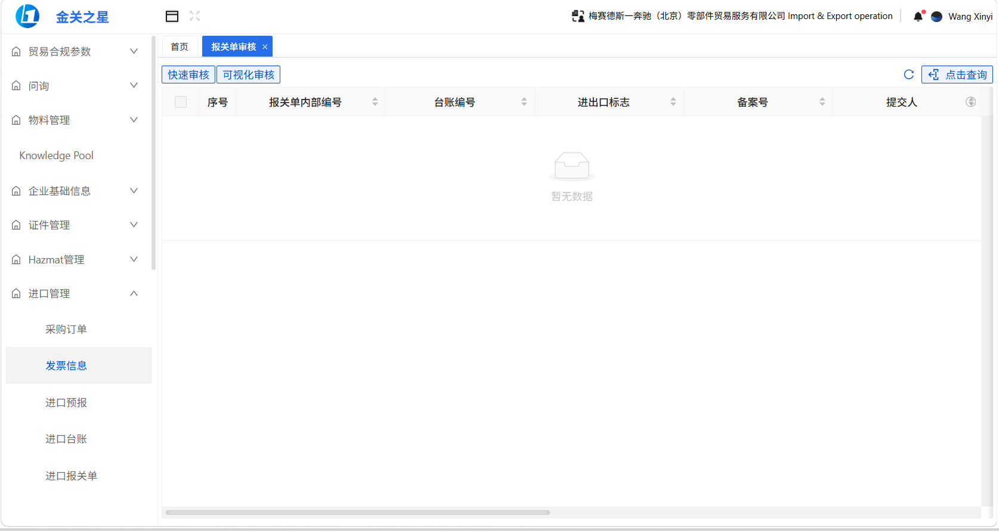 金关之星
梅赛德斯一奔驰（北京）零部件贸易服务有限公司 Import & Export operation
Wang Xinyi
贸易合规参数
问询
物料管理
Knowledge Pool
企业基础信息
证件管理
Hazmat管理
进口管理
采购订单
发票信息
进口预报
进口台账
进口报关单
首页
报关单审核
快速审核
可视化审核
点击查询
序号
报关单内部编号
台账编号
进出口标志
备案号
提交人
暂无数据